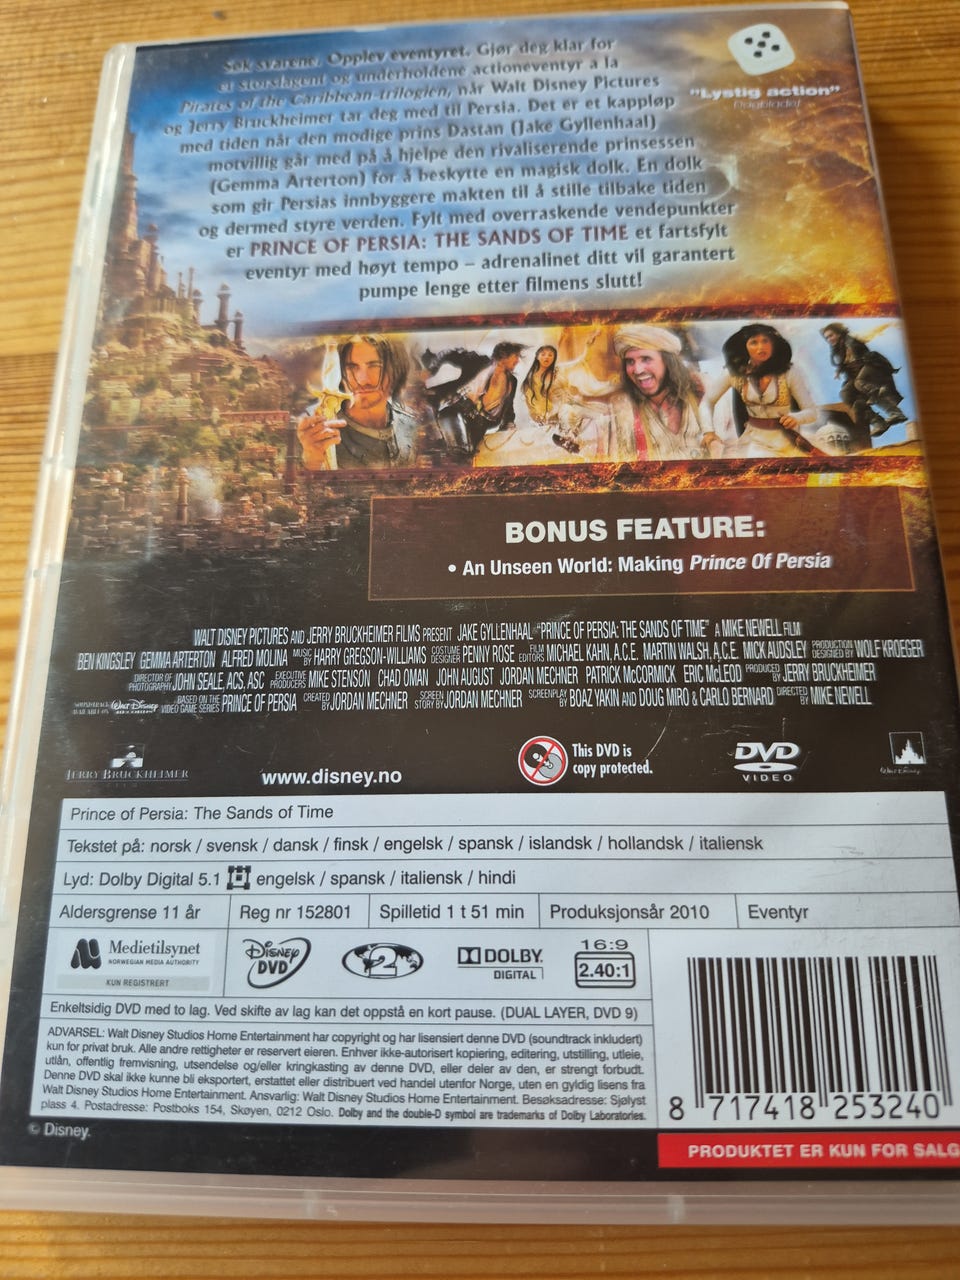 Søk svarene. Opplev eventyret. Gjør deg klar for
et storslagent og underholdene actioneventyr a la
Pirates of the Caribbean-trilogien, når Walt Disney Pictures
og Jerry Bruckheimer tar deg med til Persia. Det er et kappløp
med tiden når den modige prins Dastan (Jake Gyllenhaal)
motvillig går med på å hjelpe den rivaliserende prinsessen
(Gemma Arterton) for å beskytte en magisk dolk. En dolk
som gir Persias innbyggere makten til å stille tilbake tiden
og dermed styre verden. Fylt med overraskende vendepunkter
er PRINCE OF PERSIA: THE SANDS OF TIME et fartsfylt
eventyr med høyt tempo – adrenalinet ditt vil garantert
pumpe lenge etter filmens slutt!
"Lystig action"
Dagbladet
BONUS FEATURE:
• An Unseen World: Making Prince Of Persia
WALT DISNEY PICTURES AND JERRY BRUCKHEIMER FILMS PRESENT JAKE GYLLENHAAL "PRINCE OF PERSIA: THE SANDS OF TIME" A MIKE NEWELL FILM
BEN KINGSLEY GEMMA ARTERTON ALFRED MOLINA MUSIC BY HARRY GREGSON-WILLIAMS COSTUME DESIGNER PENNY ROSE FILM EDITORS MICHAEL KAHN, A.C.E. MARTIN WALSH, A.C.E. MICK AUDSLEY PRODUCTION DESIGNED BY WOLF KROEGER
DIRECTOR OF PHOTOGRAPHY JOHN SEALE, ACS, ASC EXECUTIVE PRODUCERS MIKE STENSON CHAD OMAN JOHN AUGUST JORDAN MECHNER PATRICK McCORMICK ERIC McLEOD PRODUCED BY JERRY BRUCKHEIMER
SOUNDTRACK AVAILABLE ON Walt Disney BASED ON THE VIDEO GAME SERIES PRINCE OF PERSIA CREATED BY JORDAN MECHNER SCREEN STORY BY JORDAN MECHNER SCREENPLAY BY BOAZ YAKIN AND DOUG MIRO & CARLO BERNARD DIRECTED BY MIKE NEWELL
JERRY BRUCKHEIMER
FILMS
www.disney.no
This DVD is
copy protected.
DVD
VIDEO
Walt Disney
Prince of Persia: The Sands of Time
Tekstet på: norsk / svensk / dansk / finsk / engelsk / spansk / islandsk / hollandsk / italiensk
Lyd: Dolby Digital 5.1 engelsk / spansk / italiensk / hindi
Aldersgrense 11 år Reg nr 152801 Spilletid 1 t 51 min Produksjonsår 2010 Eventyr
Medietilsynet
NORWEGIAN MEDIA AUTHORITY
KUN REGISTRERT
DISNEY
DVD
2
DOLBY
DIGITAL
16:9
2.40:1
Enkeltsidig DVD med to lag. Ved skifte av lag kan det oppstå en kort pause. (DUAL LAYER, DVD 9)
ADVARSEL: Walt Disney Studios Home Entertainment har copyright og har lisensiert denne DVD (soundtrack inkludert)
kun for privat bruk. Alle andre rettigheter er reservert eieren. Enhver ikke-autorisert kopiering, editering, utstilling, utleie,
utlån, offentlig fremvisning, utsendelse og/eller kringkasting av denne DVD, eller deler av den, er strengt forbudt.
Denne DVD skal ikke kunne bli eksportert, erstattet eller distribuert ved handel utenfor Norge, uten en gyldig lisens fra
Walt Disney Studios Home Entertainment. Ansvarlig: Walt Disney Studios Home Entertainment. Besøksadresse: Sjølyst
plass 4. Postadresse: Postboks 154, Skøyen, 0212 Oslo. Dolby and the double-D symbol are trademarks of Dolby Laboratories.
8 717418 253240
© Disney.
PRODUKTET ER KUN FOR SALG